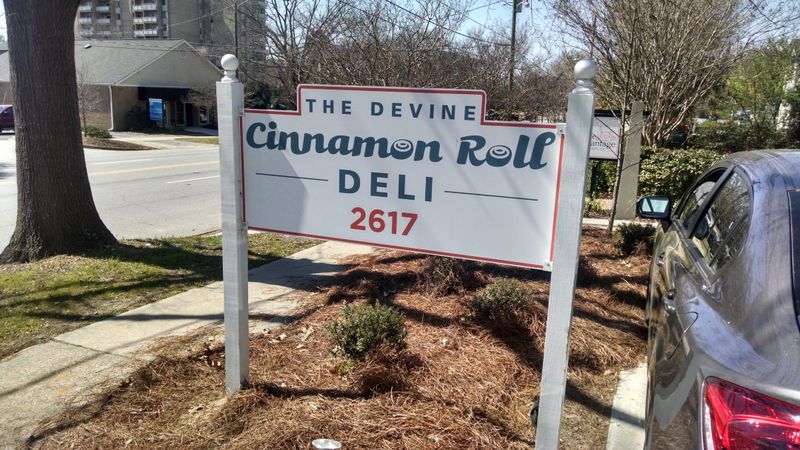 THE DEVINE
Cinnamon Roll
DELI
2617